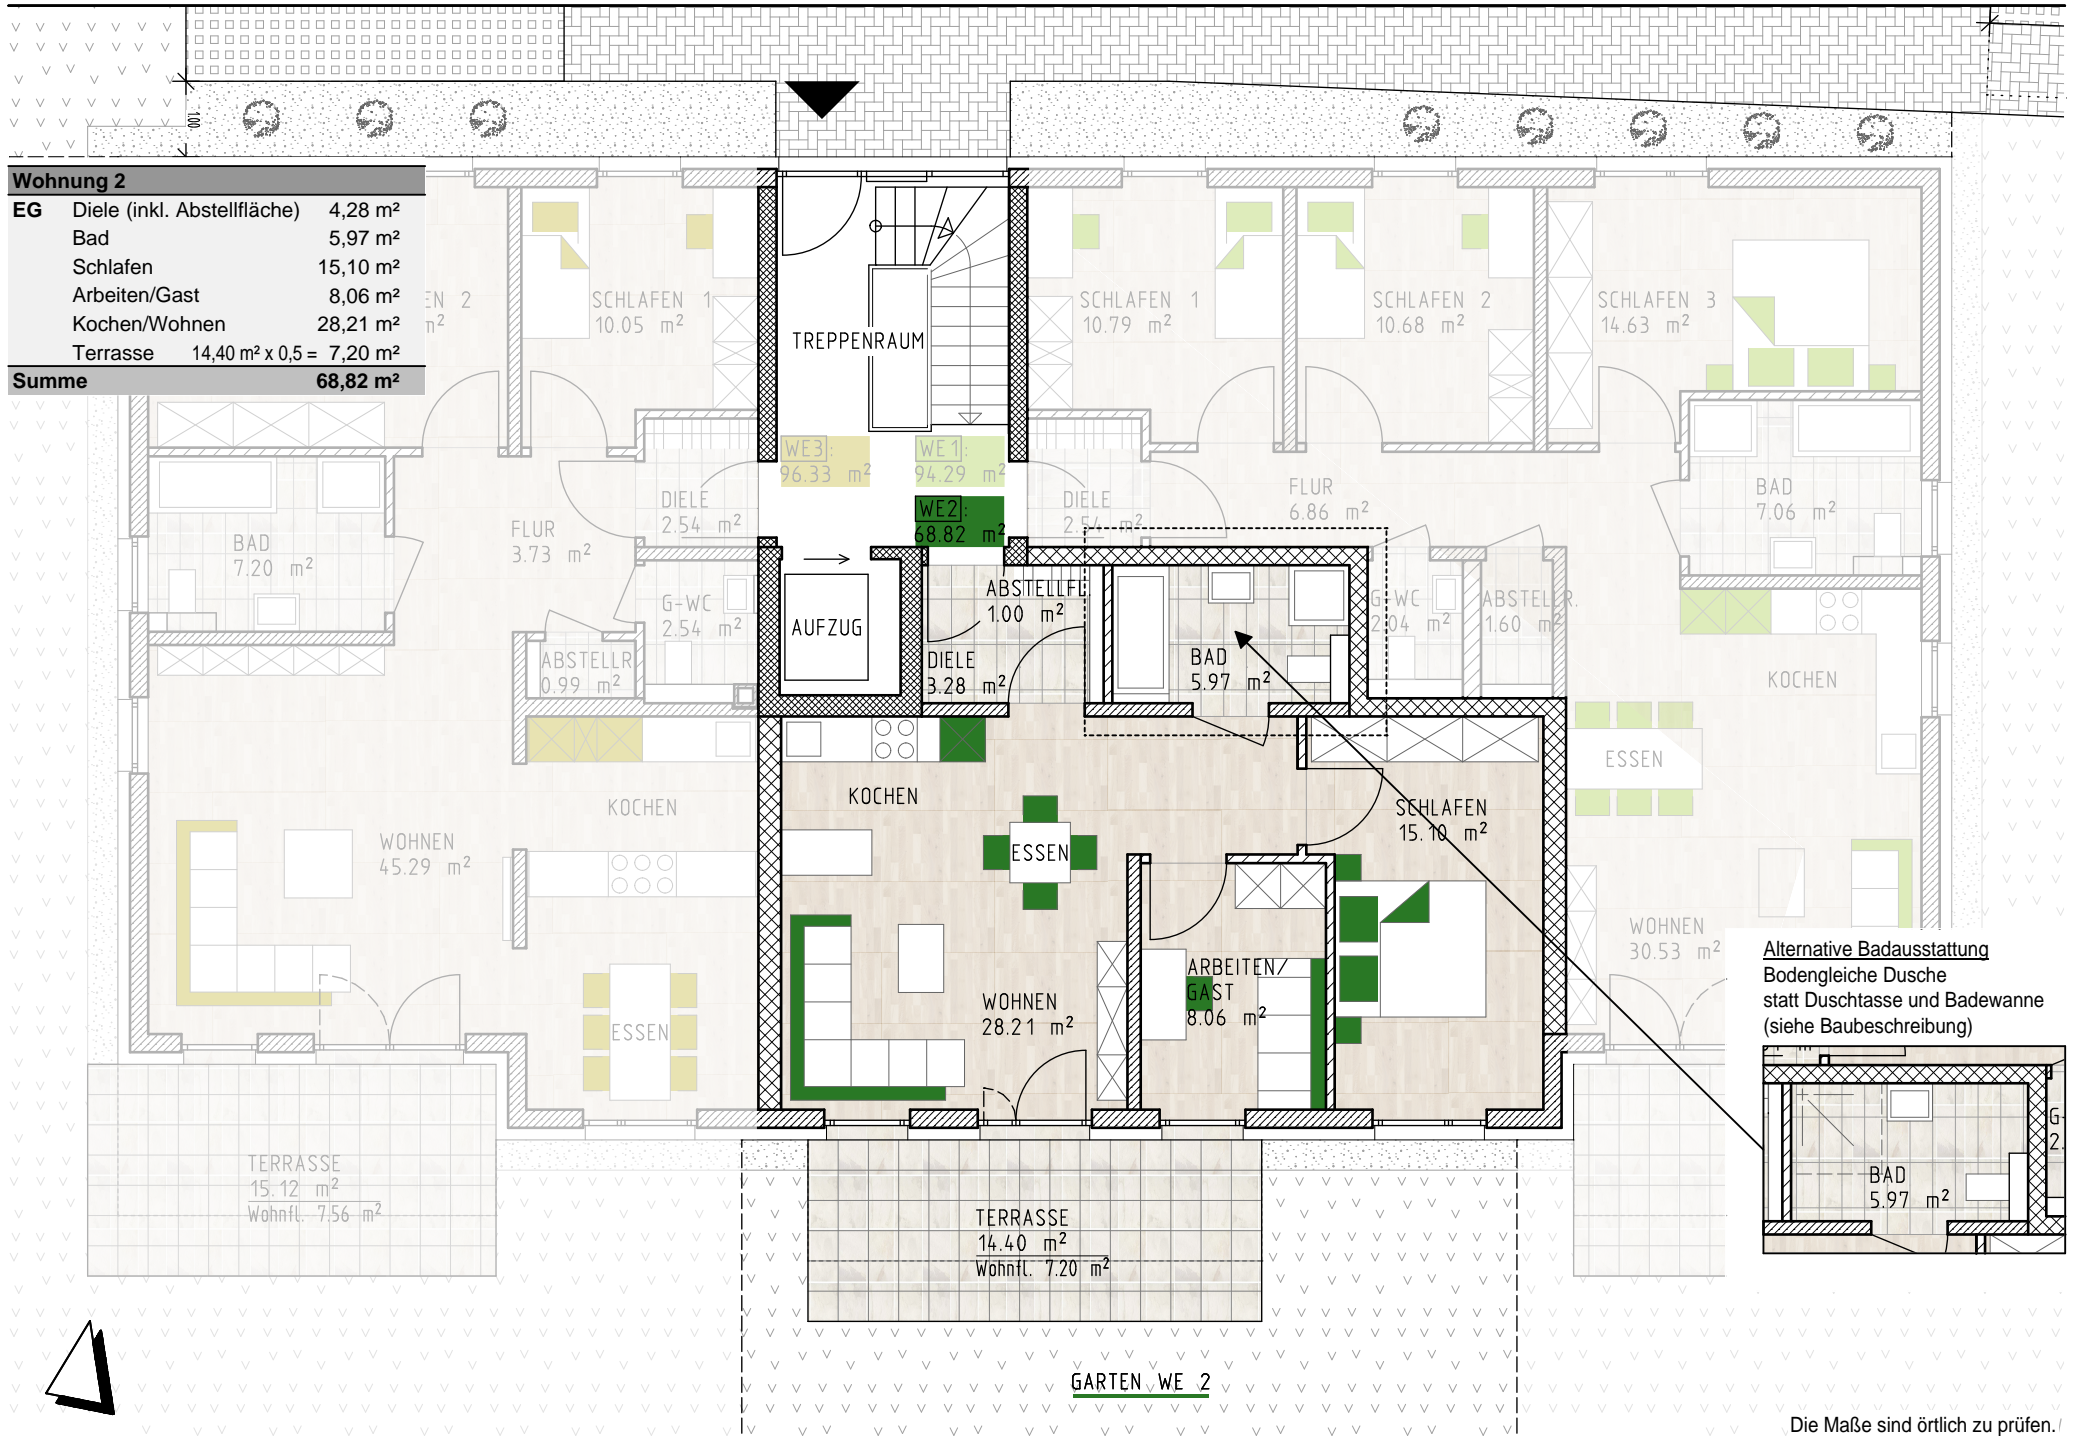 100
Wohnung 2
EG Diele (inkl. Abstellfläche) 4,28 m²
Bad 5,97 m²
Schlafen 15,10 m²
Arbeiten/Gast 8,06 m²
Kochen/Wohnen 28,21 m²
Terrasse 14,40 m² x 0,5 = 7,20 m²
Summe 68,82 m²
EN 2
m²
SCHLAFEN 1
10.05 m²
TREPPENRAUM
SCHLAFEN 1
10.79 m²
SCHLAFEN 2
10.68 m²
SCHLAFEN 3
14.63 m²
WE3:
96.33 m²
WE1:
94.29 m²
WE2:
68.82 m²
DIELE
2.54 m²
DIELE
2.54 m²
FLUR
3.73 m²
FLUR
6.86 m²
BAD
7.20 m²
BAD
7.06 m²
G-WC
2.54 m²
AUFZUG
ABSTELLFL.
1.00 m²
DIELE
3.28 m²
BAD
5.97 m²
G-WC
2.04 m²
ABSTELLR.
1.60 m²
ABSTELLR
0.99 m²
KOCHEN
KOCHEN
KOCHEN
ESSEN
ESSEN
SCHLAFEN
15.10 m²
WOHNEN
45.29 m²
WOHNEN
28.21 m²
ARBEITEN/
GAST
8.06 m²
WOHNEN
30.53 m²
ESSEN
Alternative Badausstattung
Bodengleiche Dusche
statt Duschtasse und Badewanne
(siehe Baubeschreibung)
G-
2.
BAD
5.97 m²
TERRASSE
15.12 m²
Wohnfl. 7.56 m²
TERRASSE
14.40 m²
Wohnfl. 7.20 m²
GARTEN WE 2
Die Maße sind örtlich zu prüfen.